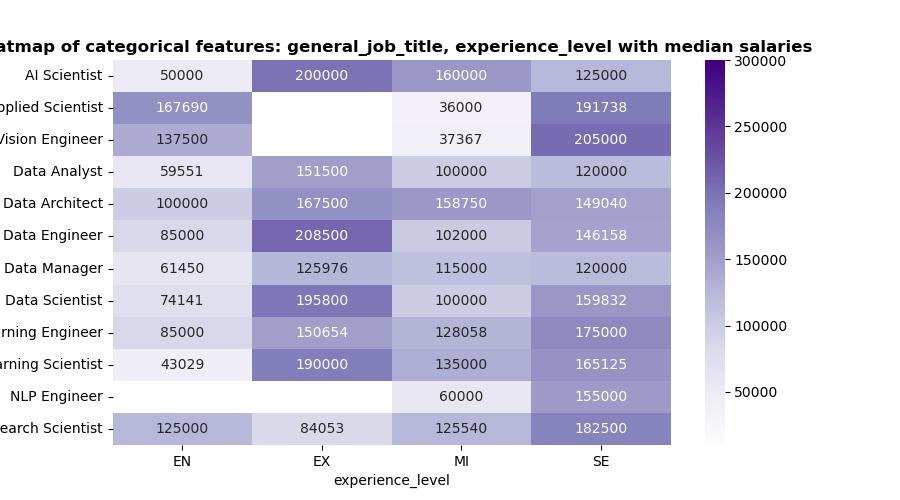 atmap of categorical features: general_job_title, experience_level with median salaries
AI Scientist 50000 200000 160000 125000
pplied Scientist 167690 36000 191738
Vision Engineer 137500 37367 205000
Data Analyst 59551 151500 100000 120000
Data Architect 100000 167500 158750 149040
Data Engineer 85000 208500 102000 146158
Data Manager 61450 125976 115000 120000
Data Scientist 74141 195800 100000 159832
rning Engineer 85000 150654 128058 175000
arning Scientist 43029 190000 135000 165125
NLP Engineer 60000 155000
earch Scientist 125000 84053 125540 182500
EN EX MI SE
experience_level
300000
250000
200000
150000
100000
50000